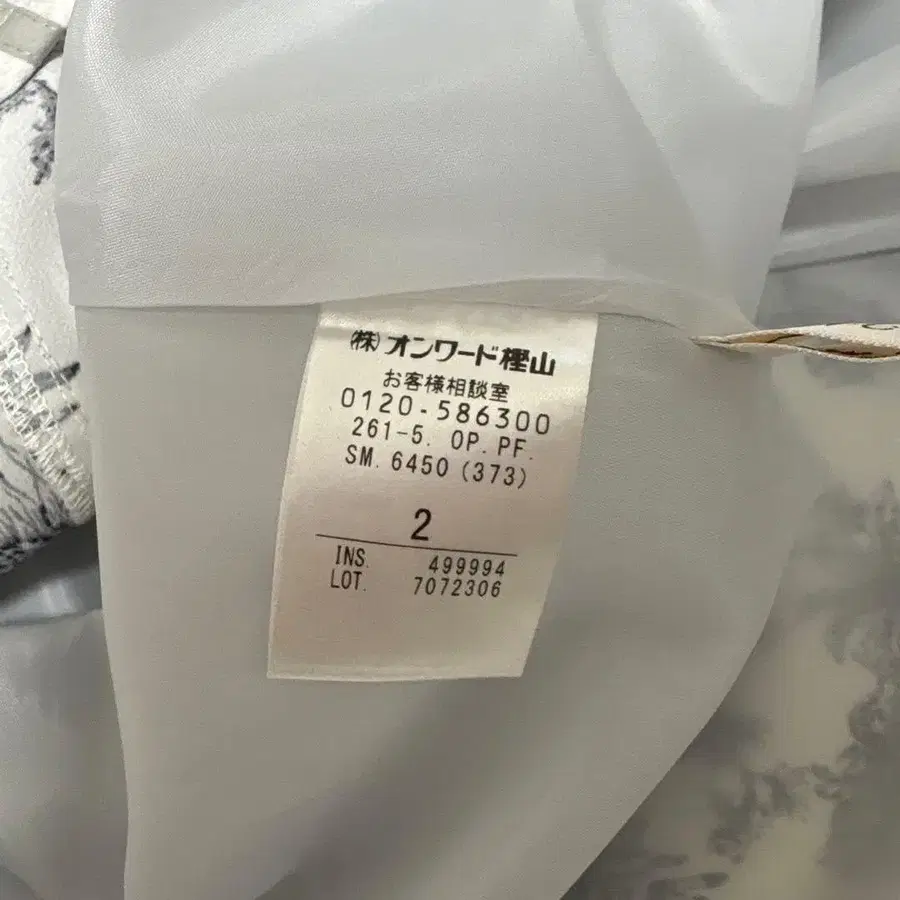 (株)オンワード樫山
お客様相談室
0120-586300
261-5. OP. PF.
SM. 6450 (373)
2
INS. 499994
LOT. 7072306